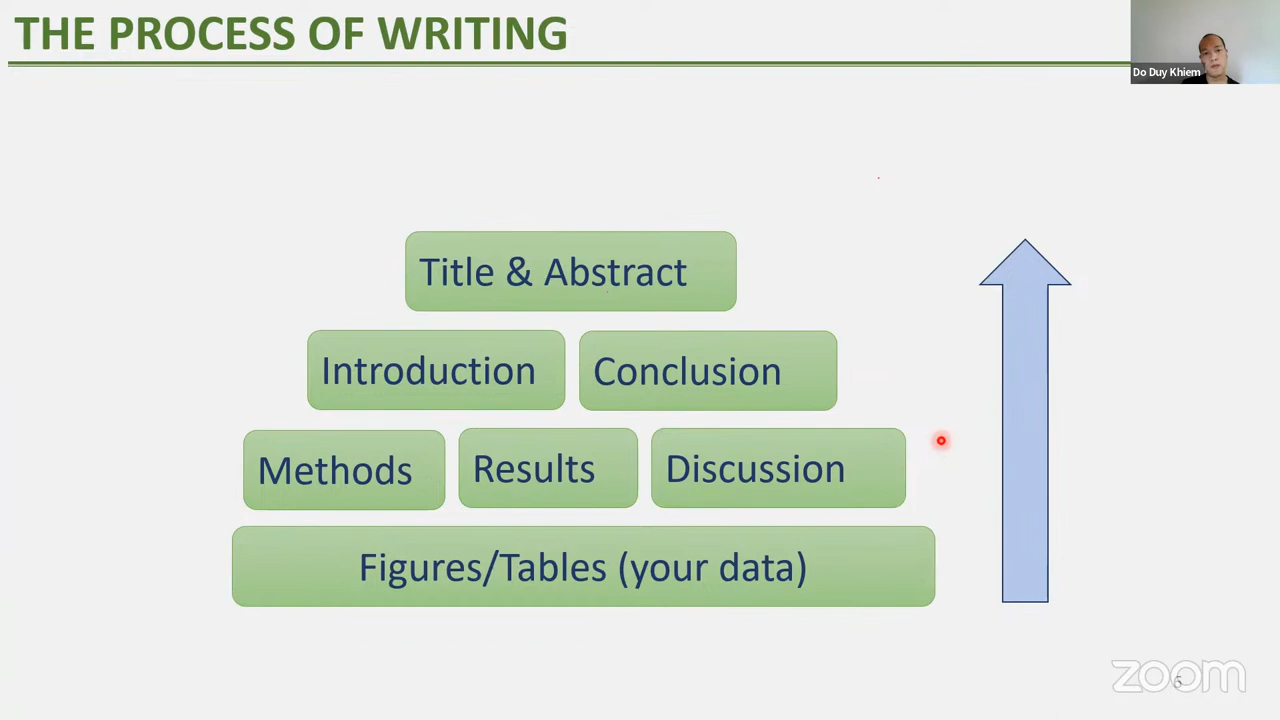 THE PROCESS OF WRITING
Do Duy Khiem
Title & Abstract
Introduction
Conclusion
Methods
Results
Discussion
Figures/Tables (your data)
zoom
6